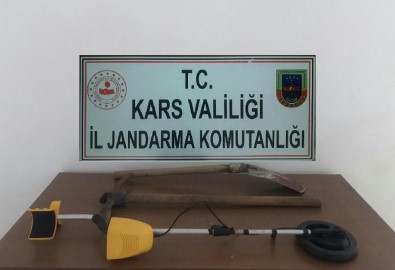 T.C.
KARS VALİLİĞİ
İL JANDARMA KOMUTANLIĞI